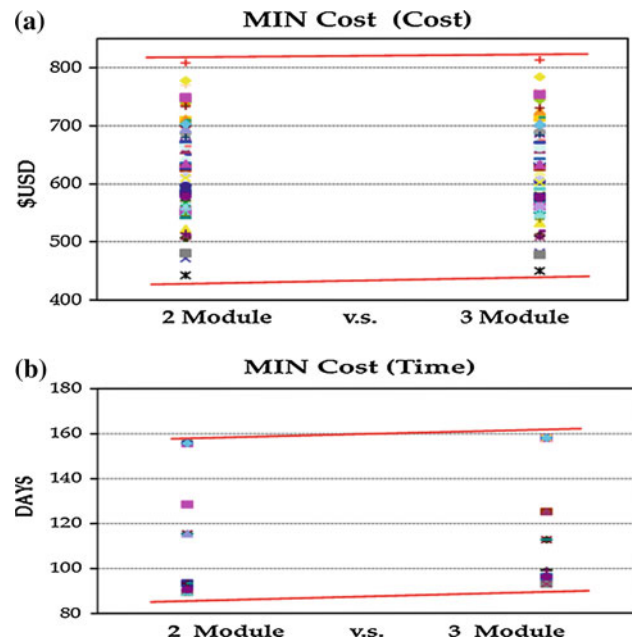 (a)
MIN Cost (Cost)
800
700
600
500
400
$USD
2 Module v.s. 3 Module
(b)
MIN Cost (Time)
180
160
140
120
100
80
DAYS
2 Module v.s. 3 Module